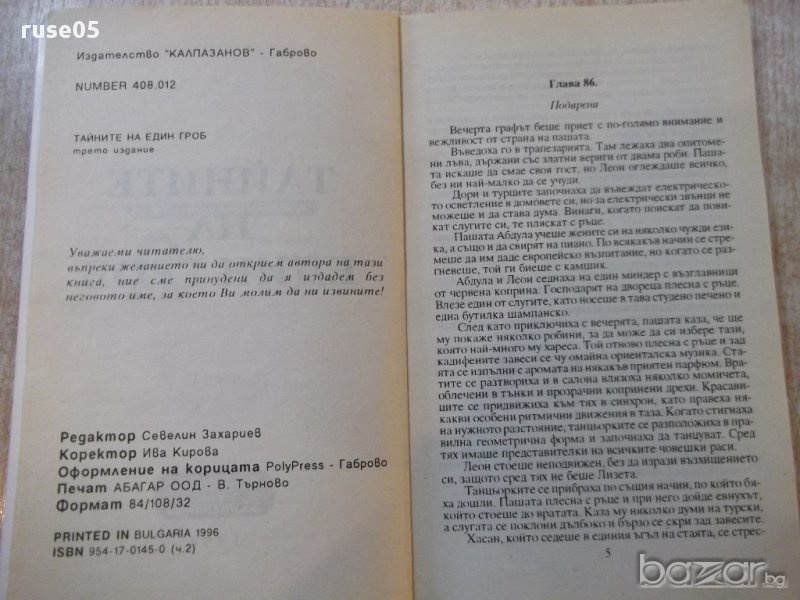 ruse05
Издателство "КАЛПАЗАНОВ" - Габрово
NUMBER 408.012
ТАЙНИТЕ НА ЕДИН ГРОБ
трето издание
Уважаеми читателю,
въпреки желанието ни да открием автора на тази
книга, ние сме принудени да я издадем без
неговото име, за което Ви молим да ни извините!
Редактор Севелин Захариев
Коректор Ива Кирова
Оформление на корицата PolyPress - Габрово
Печат АБАГАР ООД - В. Търново
Формат 84/108/32
PRINTED IN BULGARIA 1996
ISBN 954-17-0145-0 (ч.2)
Глава 86.
Подарена
Вечерта графът беше приет с по-голямо внимание и
вежливост от страна на пашата.
Въведоха го в трапезарията. Там лежаха два опитоме-
ни лъва, държани със златни вериги от двама роби. Паша-
та искаше да смае своя гост, но Леон оглеждаше всичко,
без ни най-малко да се учуди.
Дори и турците започнаха да въвеждат електрическо-
то осветление в домовете си, но за електрически звънци не
можеше и да става дума. Винаги, когато поискат да пови-
кат слугите си, те пляскат с ръце.
Пашата Абдула учеше жените си на няколко чужди ези-
ка, а също и да свирят на пиано. По всякакъв начин се стре-
меше да им даде европейско възпитание, но когато се раз-
гневеше, той ги биеше с камшик.
Абдула и Леон седнаха на един миндер с възглавници
от червена коприна. Господарят на двореца плесна с ръце.
Влезе един от слугите, като носеше в тава студено печено и
една бутилка шампанско.
След като приключиха с вечерята, пашата каза, че ще
му покаже няколко робини, за да може да си избере тази,
която най-много му хареса. Той отново плесна с ръце и зад
кадифените завеси се чу омайна ориенталска музика. Ста-
ята се изпълни с аромата на някакъв приятен парфюм. Вра-
тите се разтвориха и в салона влязоха няколко момичета,
облечени в тънки и прозрачни копринени дрехи. Красави-
ците се придвижиха към тях в синхрон, като правеха ня-
какви особени ритмични движения в таза. Когато стигнаха
на нужното разстояние, танцьорките се разположиха в пра-
вилна геометрична форма и започнаха да танцуват. Сред
тях имаше представителки на всичките човешки раси.
Леон стоеше неподвижен, без да изрази възхищението
си, защото сред тях не беше Лизета.
Танцьорките се прибраха по същия начин, по който бя-
ха дошли. Пашата плесна с ръце и при него дойде евнухът,
който стоеше до вратата. Каза му няколко думи на турски,
а слугата се поклони дълбоко и бързо се скри зад завесите.
Хасан, който седеше в единия ъгъл на стаята, се стрес-
5
bazar.bg